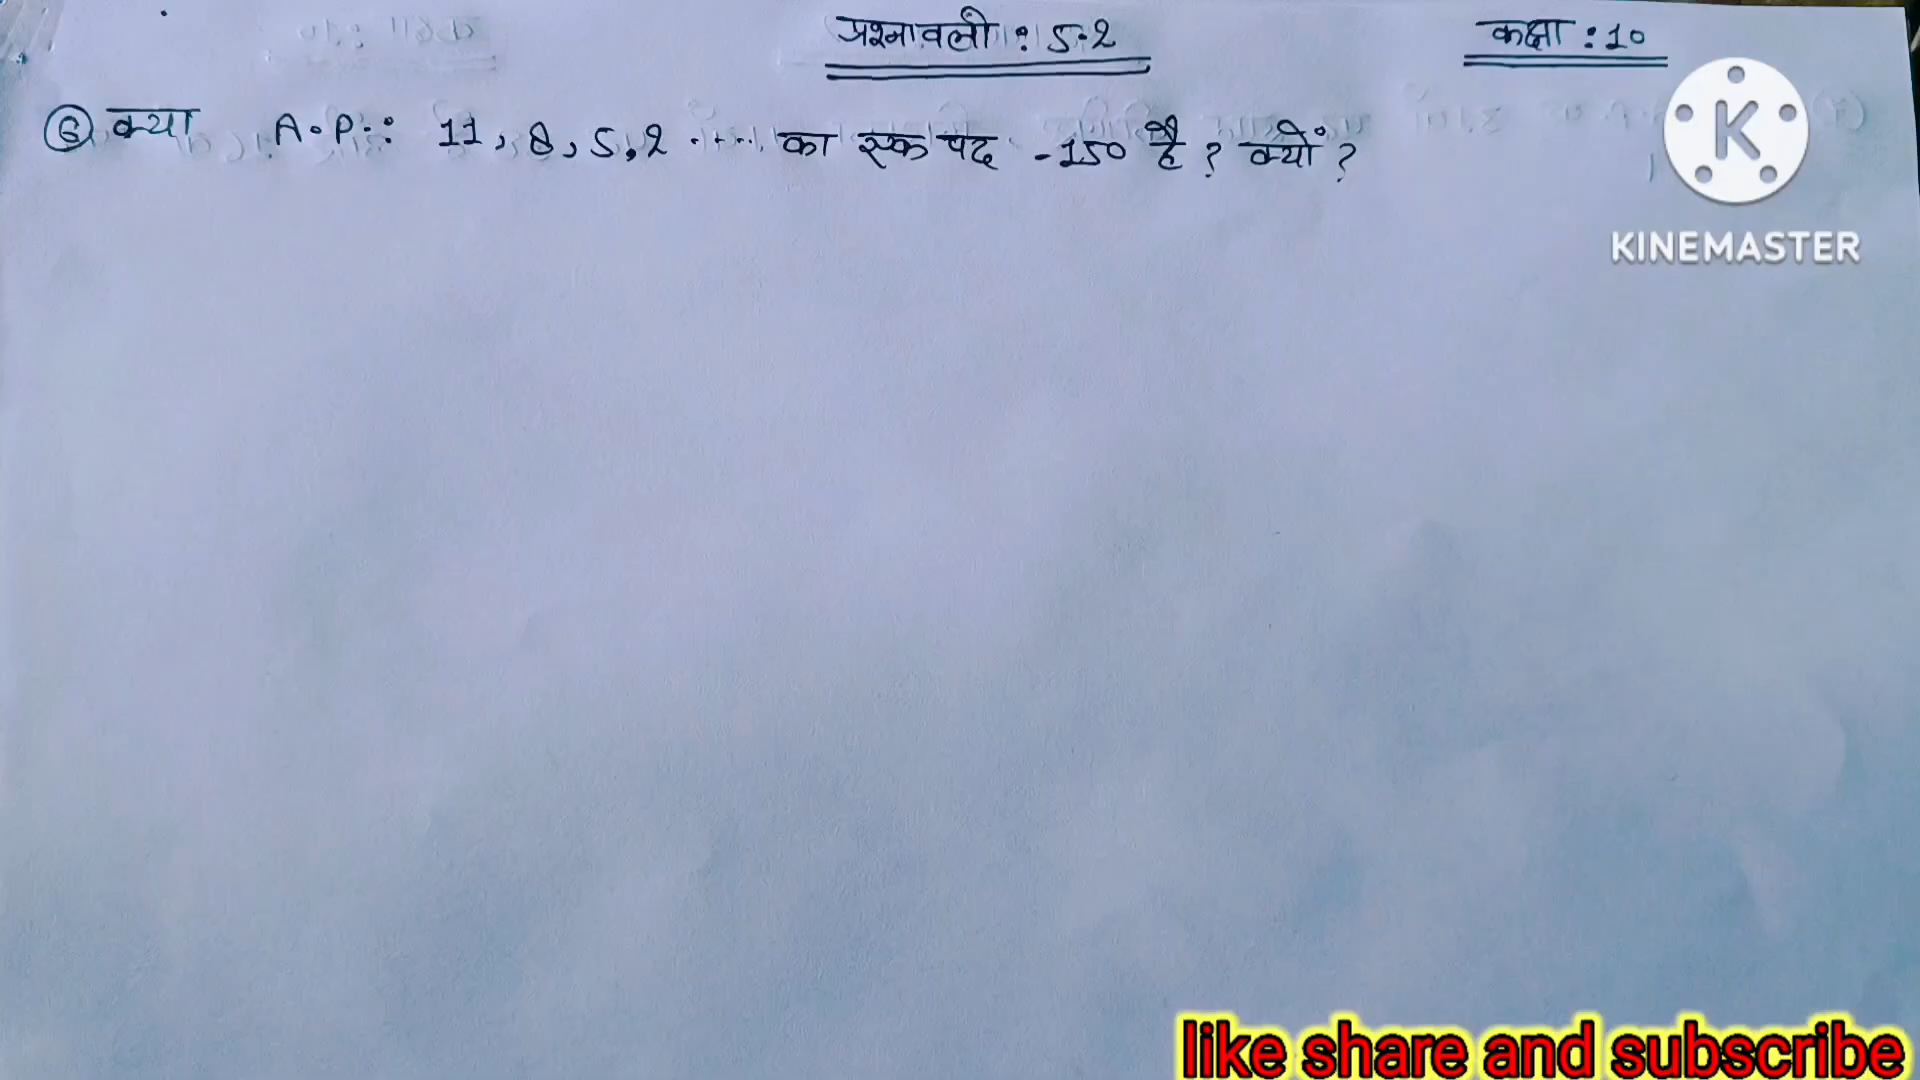 प्रश्नावली : 5.2
कक्षा : 10
⑥ क्या A.P.: 11, 8, 5, 2 .... का एक पद -150 है ? क्यों ?
KINEMASTER
like share and subscribe